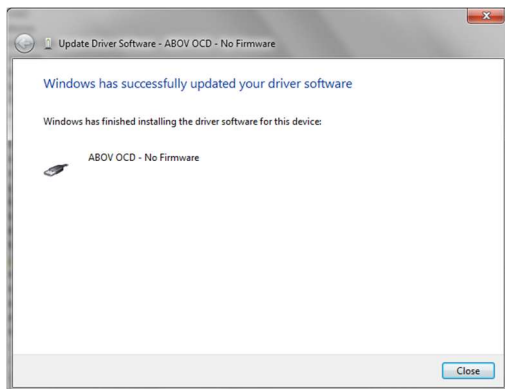 Update Driver Software - ABOV OCD - No Firmware
Windows has successfully updated your driver software
Windows has finished installing the driver software for this device:
ABOV OCD - No Firmware
Close